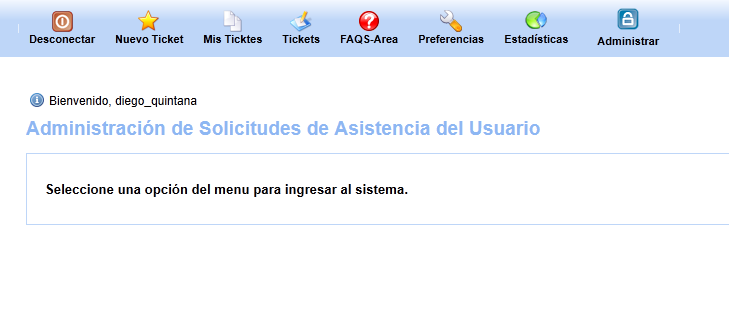 Desconectar Nuevo Ticket Mis Ticktes Tickets FAQS-Area Preferencias Estadísticas Administrar
Bienvenido, diego_quintana
Administración de Solicitudes de Asistencia del Usuario
Seleccione una opción del menu para ingresar al sistema.